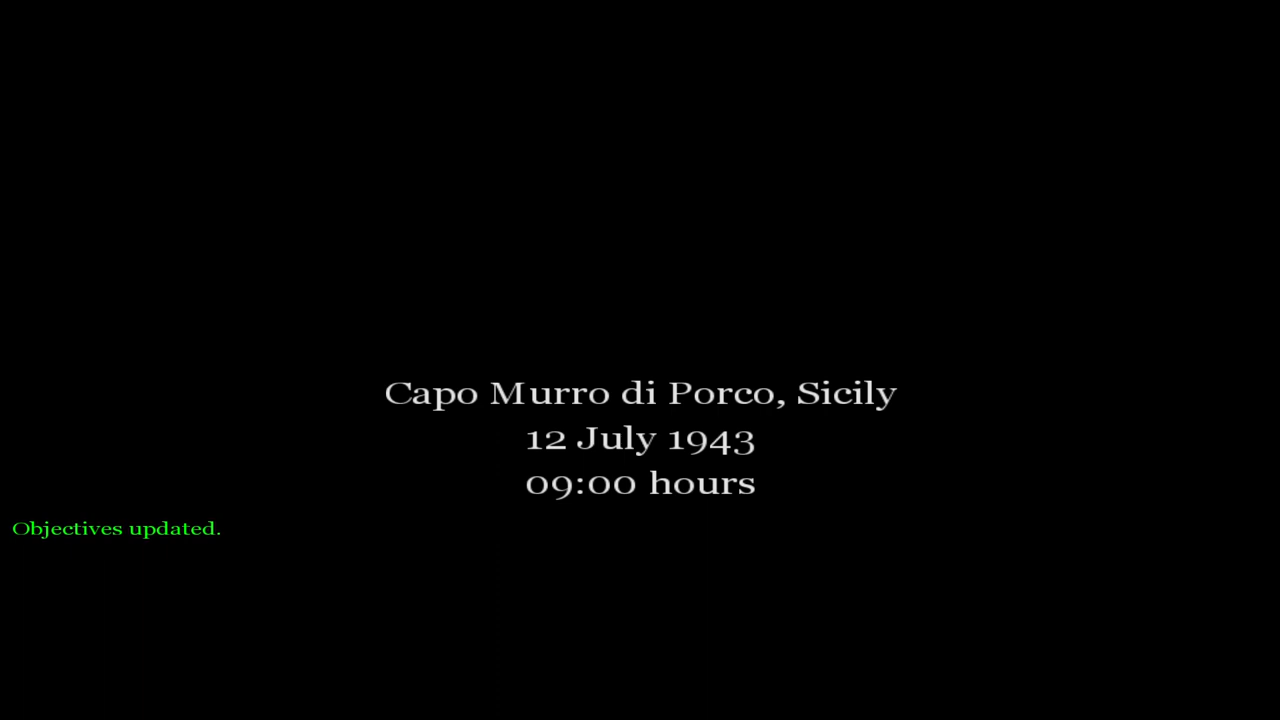 Capo Murro di Porco, Sicily
12 July 1943
09:00 hours
Objectives updated.